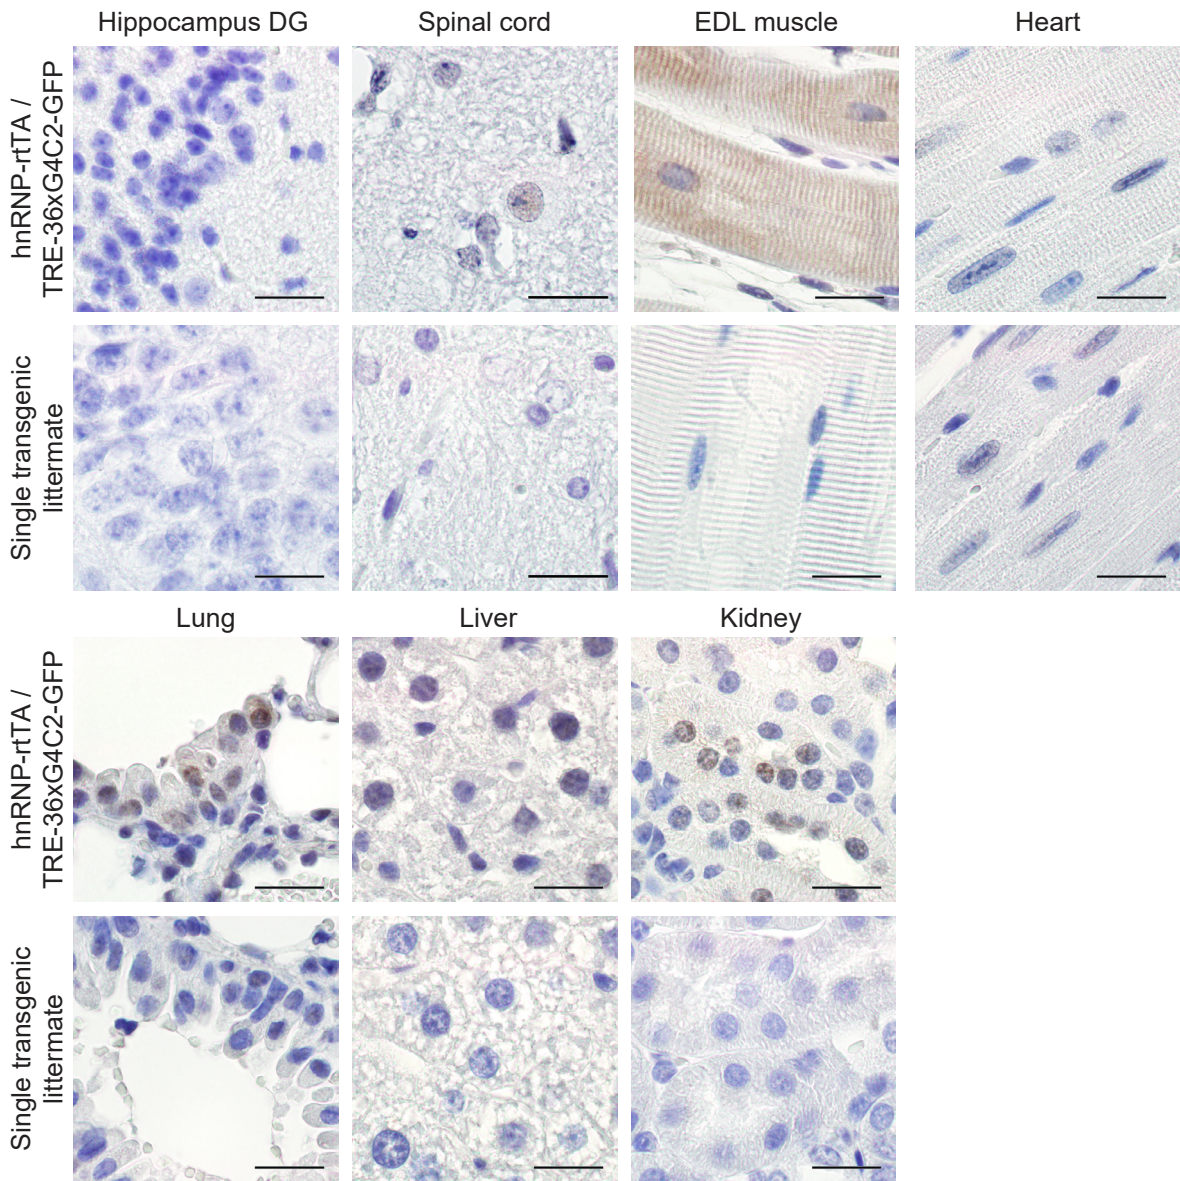 Hippocampus DG
Spinal cord
EDL muscle
Heart
hnRNP-rtTA /
TRE-36xG4C2-GFP
Single transgenic
littermate
Lung
Liver
Kidney
hnRNP-rtTA /
TRE-36xG4C2-GFP
Single transgenic
littermate